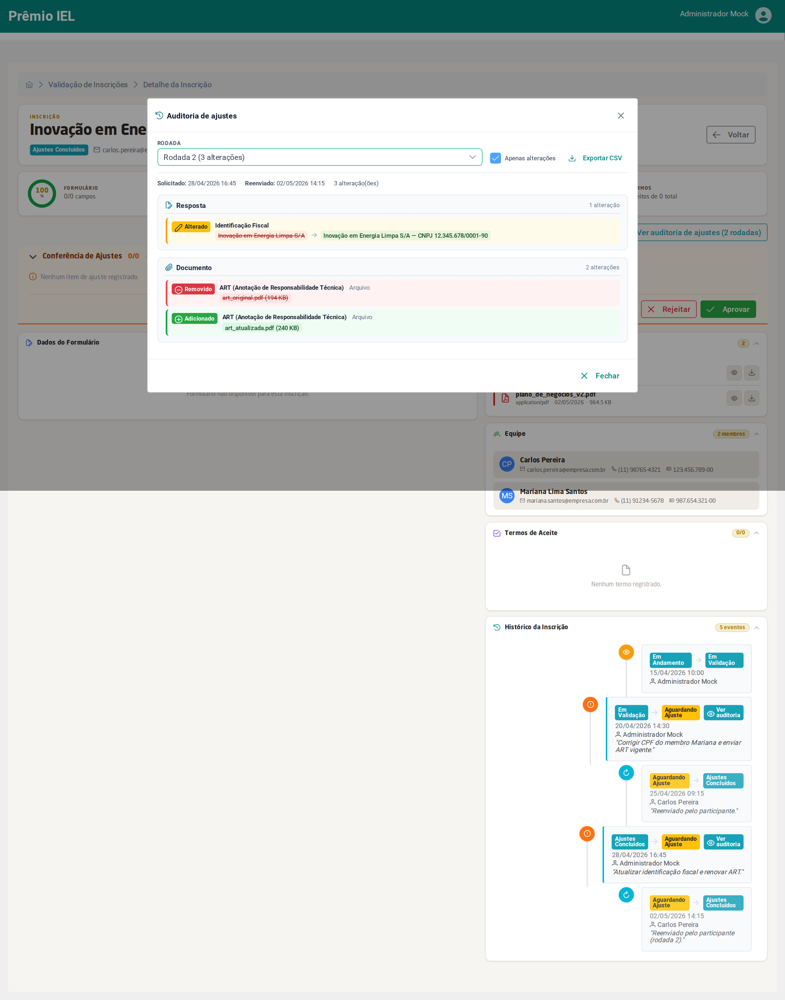 Prêmio IEL
Administrador Mock
Validação de Inscrições
Detalhe da Inscrição
INSCRIÇÃO
Inovação em Ene
Ajustes Concluídos
carlos.pereira@e
Voltar
100
%
FORMULÁRIO
0/0 campos
RMOS
eitos de 0 total
Ver auditoria de ajustes (2 rodadas)
Conferência de Ajustes 0/0
Nenhum item de ajuste registrado.
Rejeitar
Aprovar
Auditoria de ajustes
RODADA
Rodada 2 (3 alterações)
Apenas alterações
Exportar CSV
Solicitado: 28/04/2026 16:45 · Reenviado: 02/05/2026 14:15 · 3 alteração(ões)
Resposta
1 alteração
Alterado
Identificação Fiscal
Inovação em Energia Limpa S/A → Inovação em Energia Limpa S/A — CNPJ 12.345.678/0001-90
Documento
2 alterações
Removido
ART (Anotação de Responsabilidade Técnica) · Arquivo
art_original.pdf (194 KB)
Adicionado
ART (Anotação de Responsabilidade Técnica) · Arquivo
art_atualizada.pdf (240 KB)
Fechar
Dados do Formulário
Formulário não disponível para esta inscrição.
2
plano_de_negocios_v2.pdf
application/pdf · 02/05/2026 · 964.5 KB
Equipe
2 membros
CP
Carlos Pereira
carlos.pereira@empresa.com.br (11) 98765-4321 123.456.789-00
MS
Mariana Lima Santos
mariana.santos@empresa.com.br (11) 91234-5678 987.654.321-00
Termos de Aceite
0/0
Nenhum termo registrado.
Histórico da Inscrição
5 eventos
Em Andamento → Em Validação
15/04/2026 10:00
Administrador Mock
Em Validação → Aguardando Ajuste
Ver auditoria
20/04/2026 14:30
Administrador Mock
"Corrigir CPF do membro Mariana e enviar
ART vigente."
Aguardando Ajuste → Ajustes Concluídos
25/04/2026 09:15
Carlos Pereira
"Reenviado pelo participante."
Ajustes Concluídos → Aguardando Ajuste
Ver auditoria
28/04/2026 16:45
Administrador Mock
"Atualizar identificação fiscal e renovar ART."
Aguardando Ajuste → Ajustes Concluídos
02/05/2026 14:15
Carlos Pereira
"Reenviado pelo participante
(rodada 2)."